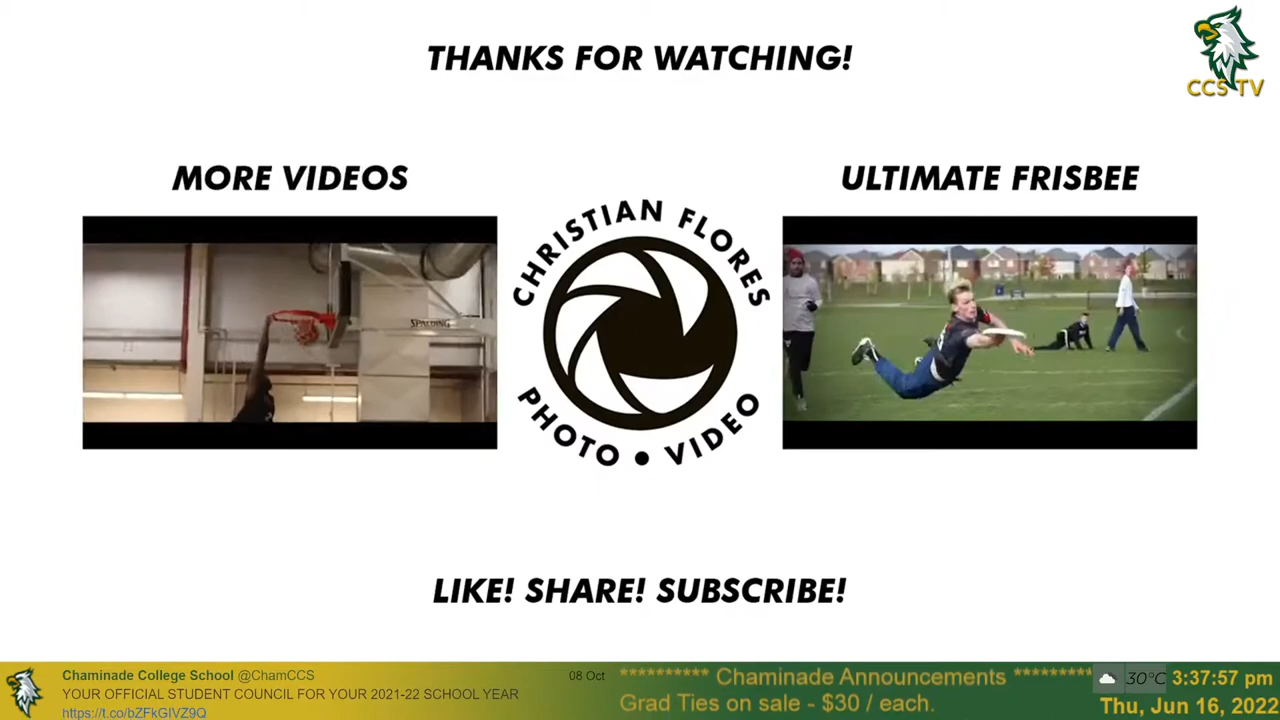 THANKS FOR WATCHING!
CCS TV
MORE VIDEOS
ULTIMATE FRISBEE
CHRISTIAN FLORES
PHOTO • VIDEO
SPALDING
LIKE! SHARE! SUBSCRIBE!
Chaminade College School @ChamCCS
08 Oct
YOUR OFFICIAL STUDENT COUNCIL FOR YOUR 2021-22 SCHOOL YEAR
https://t.co/bZFkGIVZ9Q
********** Chaminade Announcements **********
Grad Ties on sale - $30 / each.
30°C
3:37:57 pm
Thu, Jun 16, 2022